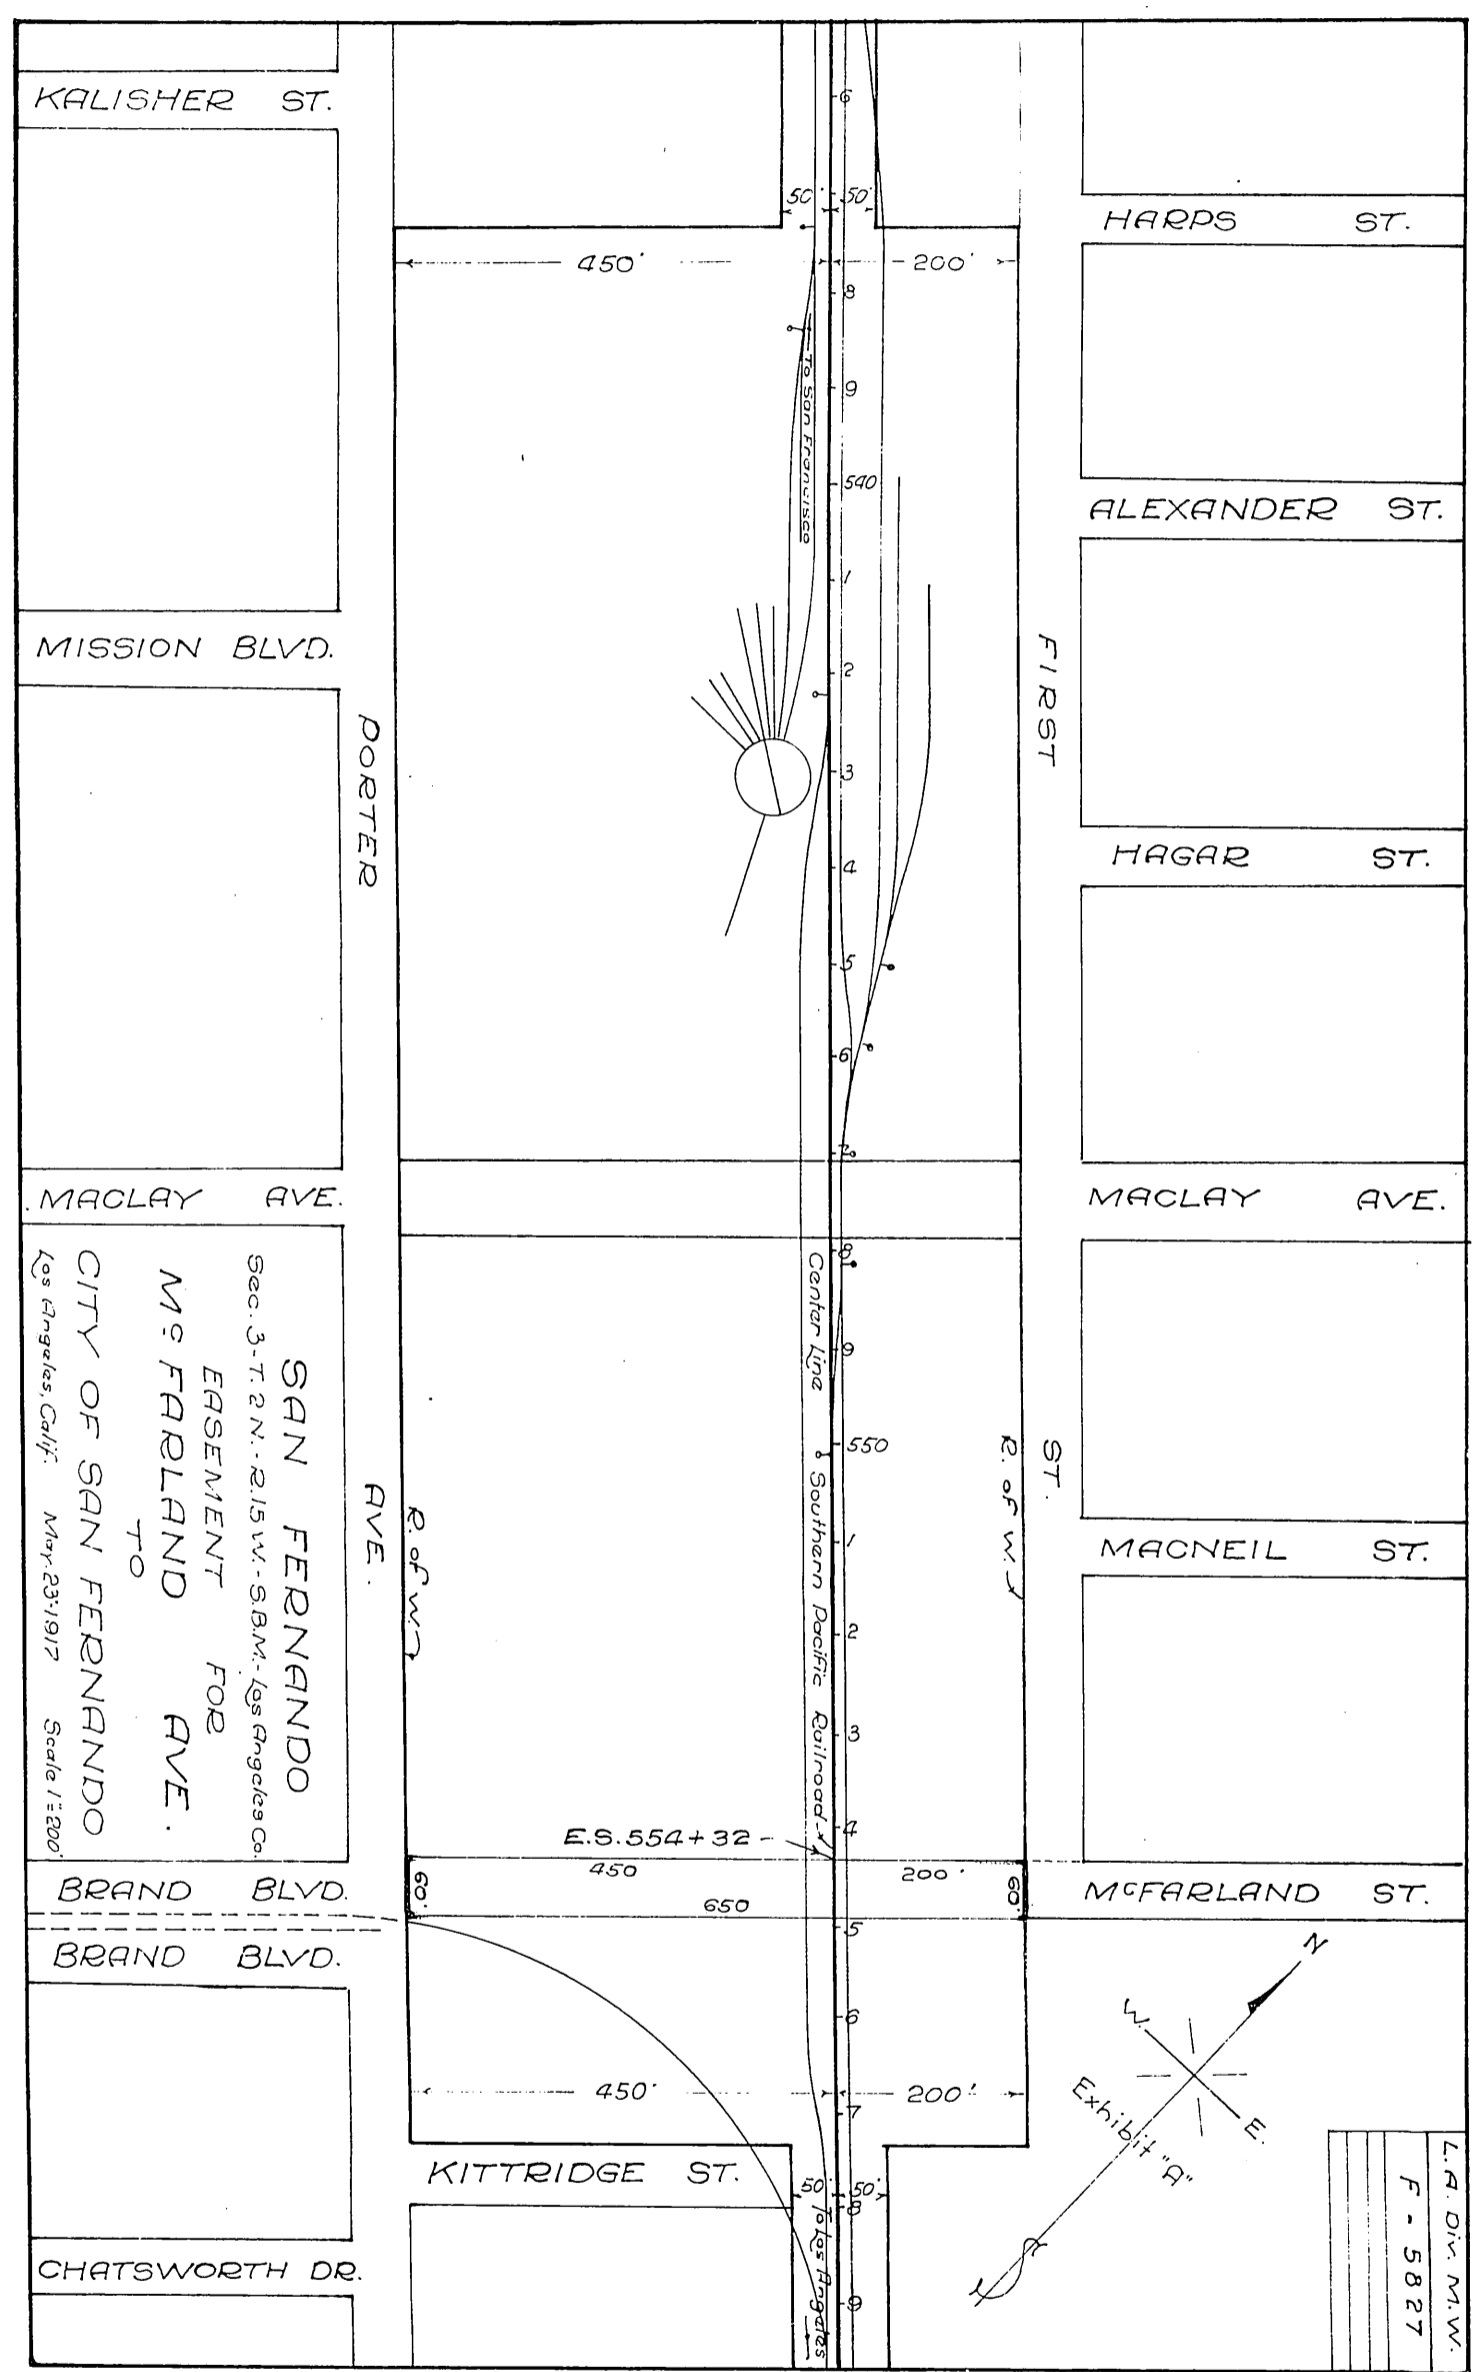 KALISHER ST.
MISSION BLVD.
MACLAY AVE.
BRAND BLVD.
BRAND BLVD.
CHATSWORTH DR.
PORTER AVE.
R. of W.
SAN FERNANDO
Sec. 3-T. 2 N.-R. 15 W.-S.B.M.-Los Angeles Co.
EASEMENT FOR
McFARLAND AVE.
TO
CITY OF SAN FERNANDO
Los Angeles, Calif. May. 23-1917 Scale 1"=200'
6
50' 50'
450' 200'
8
To San Francisco
9
540
1
2
3
4
5
6
7
8
9
550
1
2
3
4
Center Line Southern Pacific Railroad
E.S. 554+32
450 200'
60' 60'
650
5
6
450' 200'
7
KITTRIDGE ST.
50' 50'
8
To Los Angeles
9
FIRST ST.
R. of W.
HARPS ST.
ALEXANDER ST.
HAGAR ST.
MACLAY AVE.
MACNEIL ST.
McFARLAND ST.
N
W.
E.
S
Exhibit "A"
L.A. Div. M.W.
F - 5827